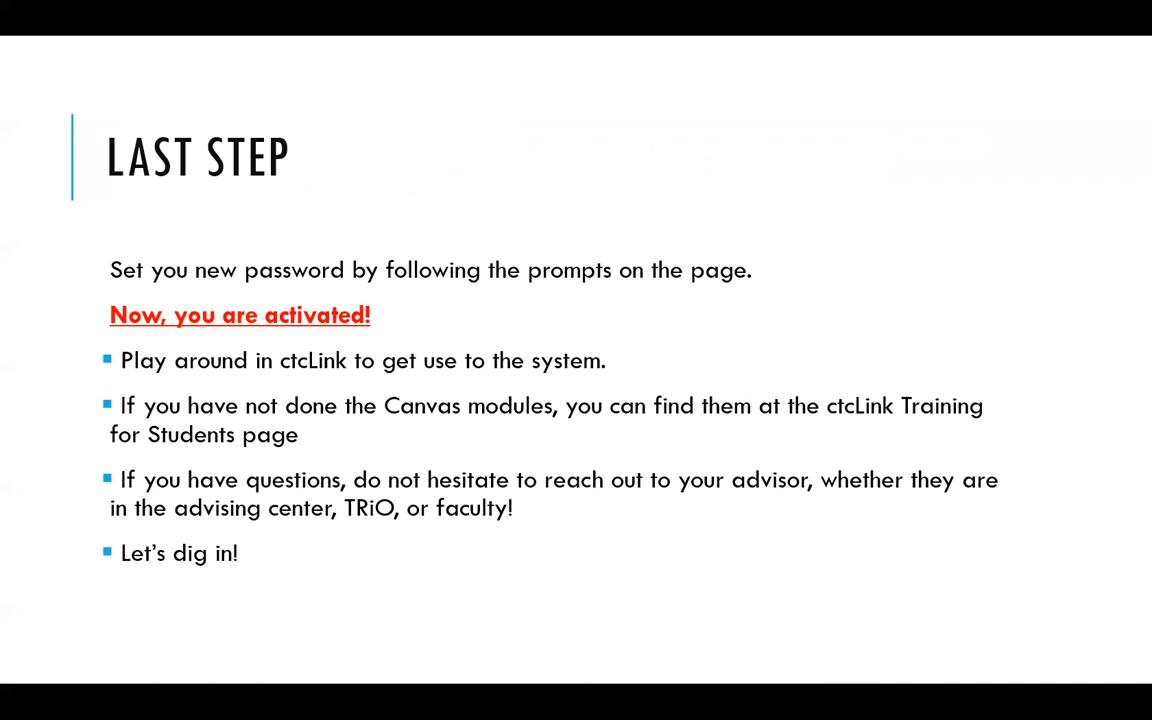 LAST STEP
Set you new password by following the prompts on the page.
Now, you are activated!
▪ Play around in ctcLink to get use to the system.
▪ If you have not done the Canvas modules, you can find them at the ctcLink Training
for Students page
▪ If you have questions, do not hesitate to reach out to your advisor, whether they are
in the advising center, TRiO, or faculty!
▪ Let’s dig in!